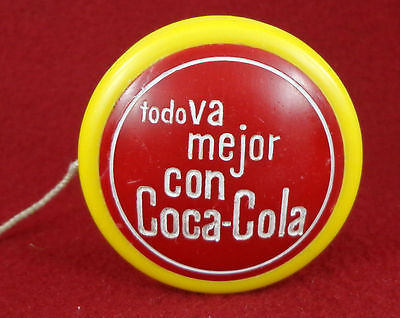 todo va
mejor
con
Coca-Cola